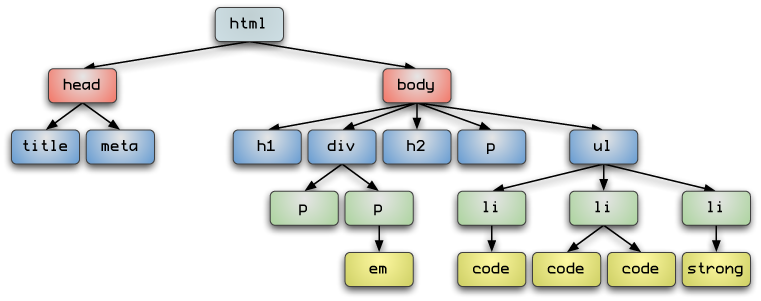 html
head body
title meta h1 div h2 p ul
p p li li li
em code code code strong